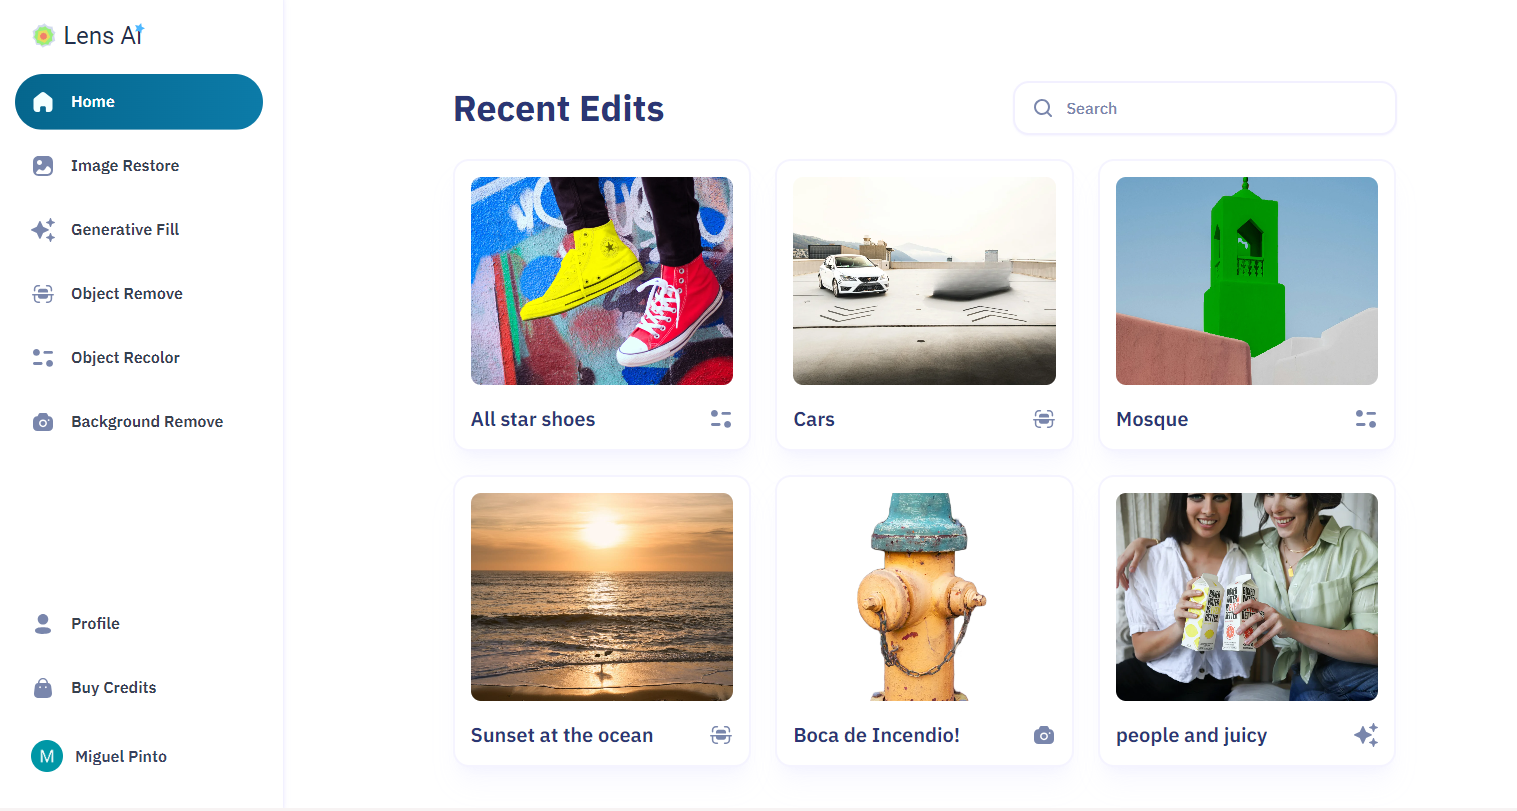 Lens Ai
Home
Image Restore
Generative Fill
Object Remove
Object Recolor
Background Remove
Profile
Buy Credits
M
Miguel Pinto
Recent Edits
Search
All star shoes
Cars
Mosque
Sunset at the ocean
Boca de Incendio!
people and juicy